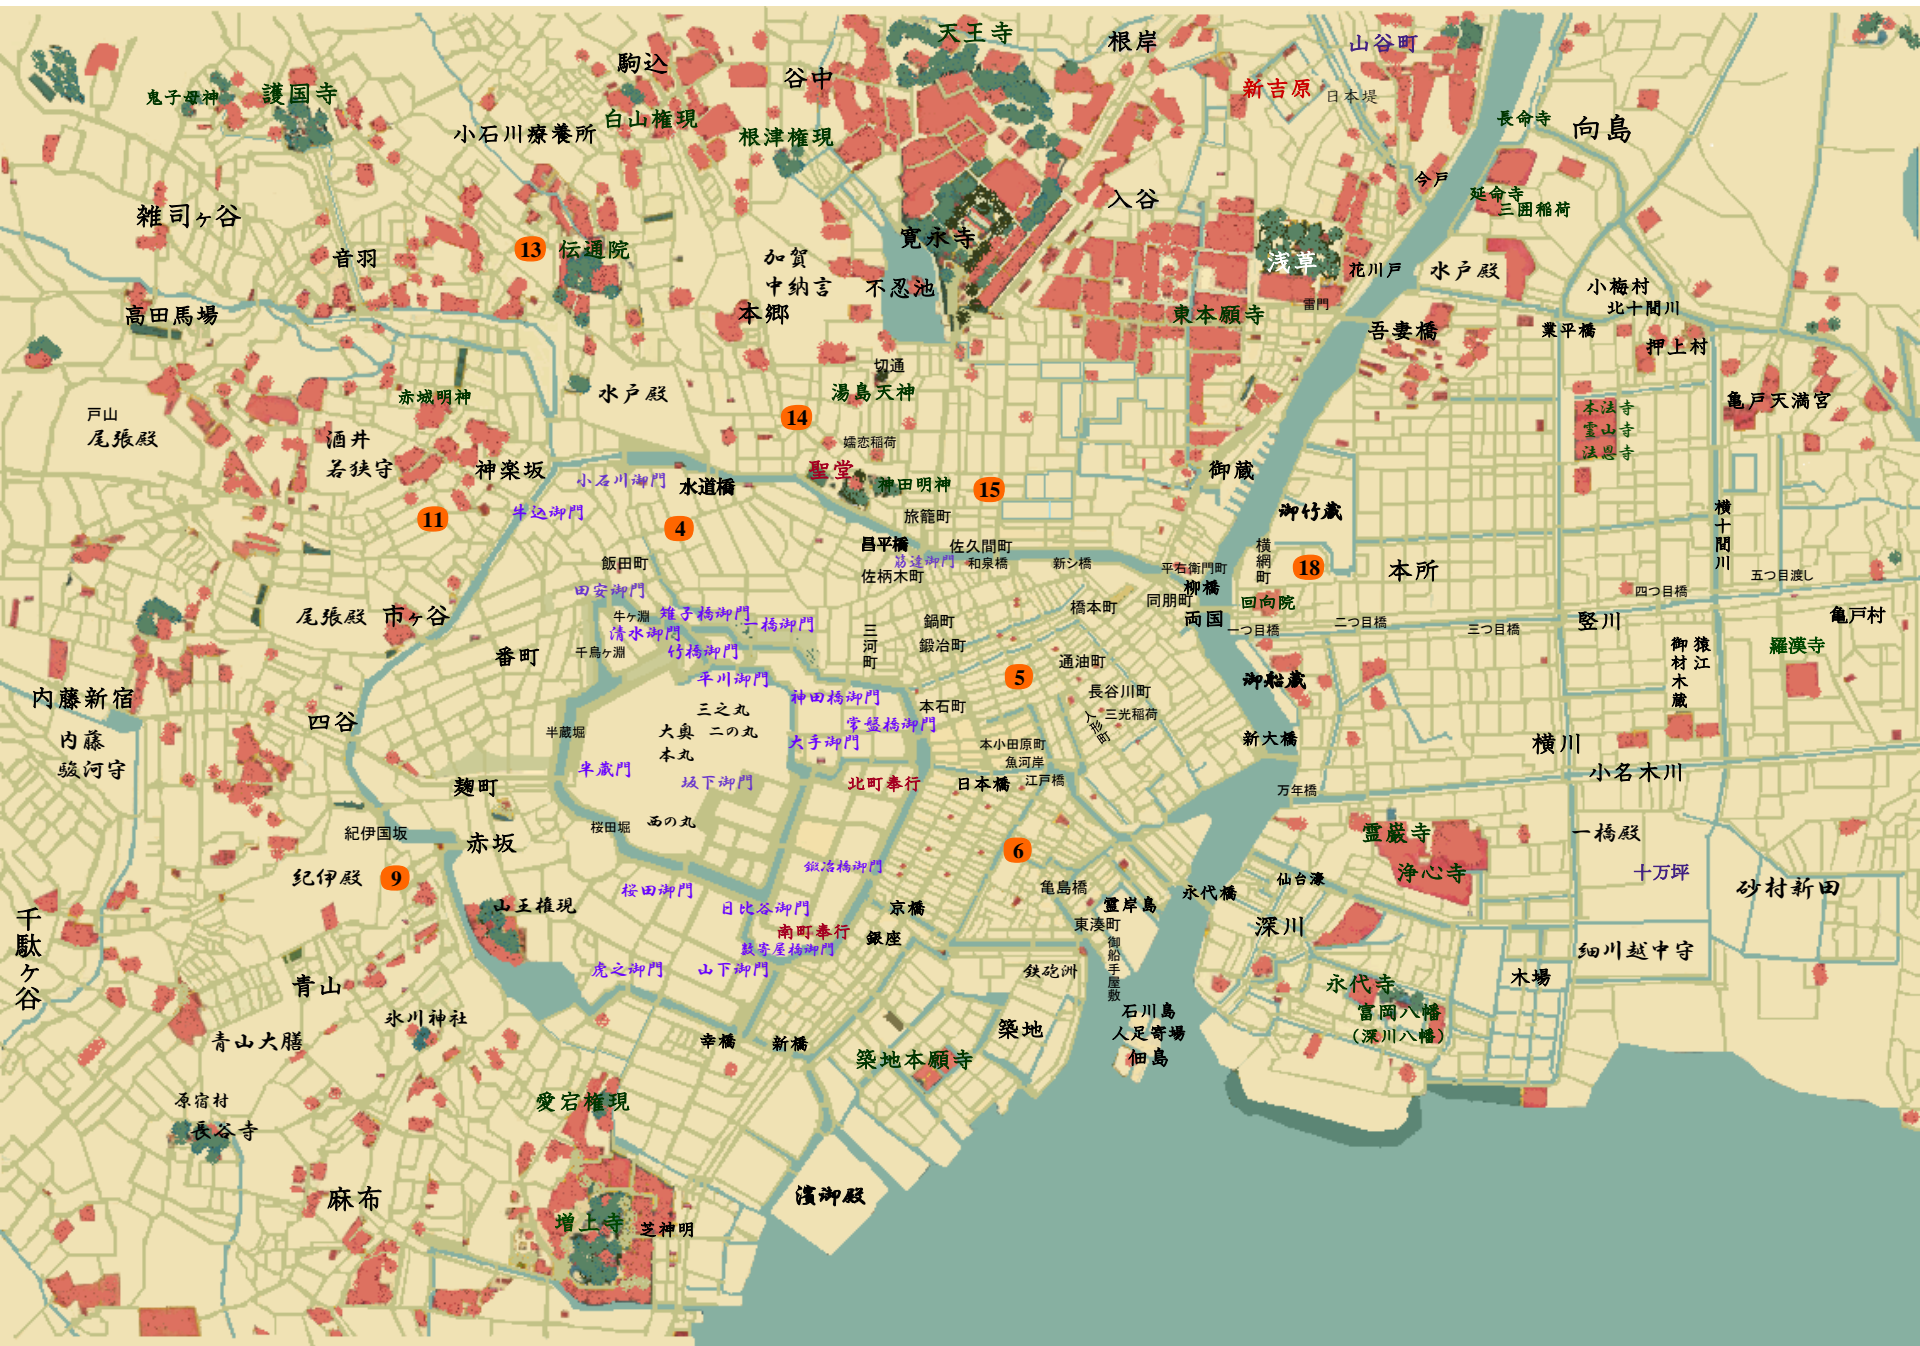 天王寺
根岸
山谷町
駒込
谷中
新吉原
日本堤
鬼子母神
護国寺
小石川療養所
白山権現
根津権現
長命寺
向島
今戸
入谷
延命寺
三囲稲荷
雑司ヶ谷
音羽
13
伝通院
加賀
中納言
本郷
寛永寺
不忍池
浅草
花川戸
水戸殿
雷門
東本願寺
小梅村
北十間川
業平橋
吾妻橋
押上村
高田馬場
切通
湯島天神
赤城明神
水戸殿
14
戸山
尾張殿
酒井
若狭守
神楽坂
嬬恋稲荷
聖堂
神田明神
15
御蔵
本法寺
霊山寺
法恩寺
亀戸天満宮
小石川御門
水道橋
牛込御門
11
4
旅籠町
昌平橋
佐久間町
筋違御門
和泉橋
新シ橋
佐柄木町
平右衛門町
柳橋
御竹蔵
横網町
18
本所
横十間川
五つ目渡し
四つ目橋
亀戸村
飯田町
田安御門
牛ヶ淵
雉子橋御門
一橋御門
清水御門
竹橋御門
千鳥ヶ淵
尾張殿
市ヶ谷
番町
三河町
鍋町
鍛冶町
橋本町
同朋町
両国
回向院
一つ目橋
二つ目橋
三つ目橋
竪川
猿江
御材木蔵
羅漢寺
平川御門
神田橋御門
常盤橋御門
大手御門
本石町
5
通油町
長谷川町
三光稲荷
人形町
御船蔵
内藤新宿
内藤
駿河守
四谷
半蔵堀
半蔵門
三之丸
大奥
二の丸
本丸
坂下御門
北町奉行
本小田原町
魚河岸
日本橋
江戸橋
新大橋
横川
小名木川
万年橋
麹町
紀伊国坂
赤坂
桜田堀
西の丸
6
霊厳寺
浄心寺
一橋殿
十万坪
砂村新田
紀伊殿
9
鍛冶橋御門
桜田御門
日比谷御門
南町奉行
数寄屋橋御門
京橋
銀座
亀島橋
霊岸島
東湊町
永代橋
仙台濠
深川
細川越中守
木場
千駄ヶ谷
山王権現
虎之御門
山下御門
御船手屋敷
鉄砲洲
石川島
人足寄場
佃島
永代寺
富岡八幡
(深川八幡)
青山
氷川神社
青山大膳
幸橋
新橋
築地
築地本願寺
原宿村
長谷寺
愛宕権現
麻布
増上寺
芝神明
濱御殿